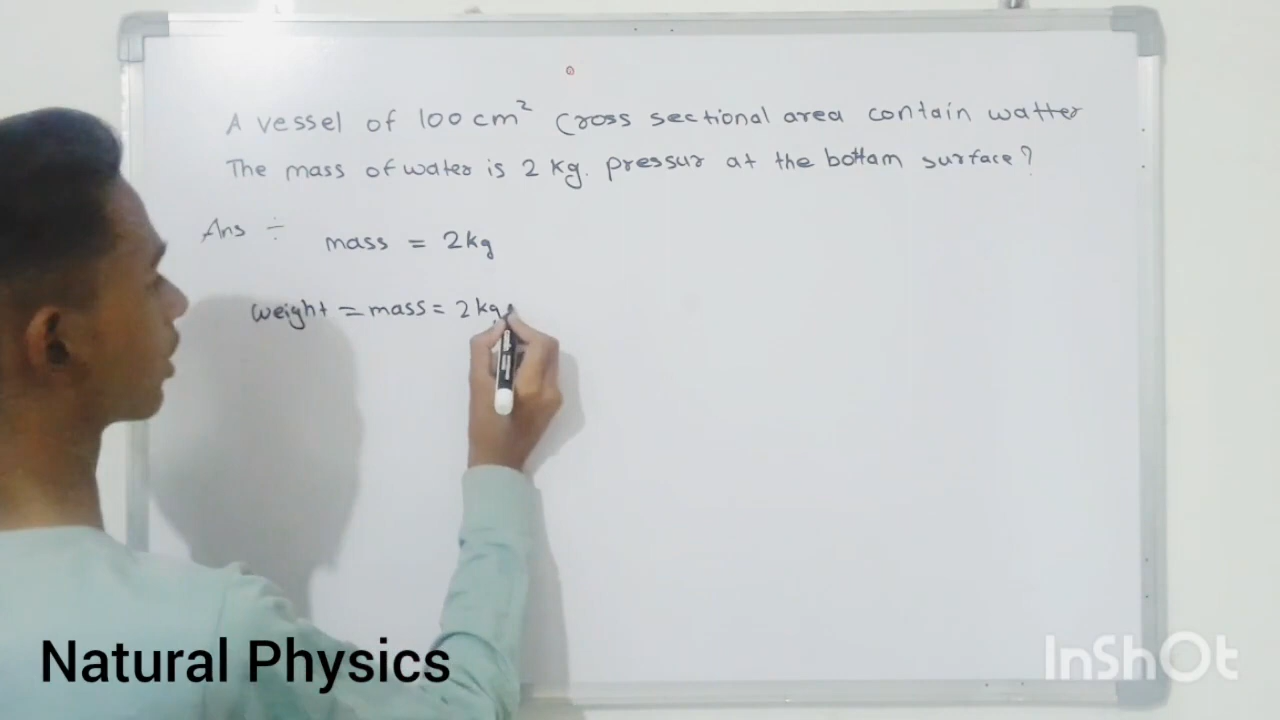 A vessel of 100 cm² Cross sectional area contain watter
The mass of water is 2 kg. pressur at the bottam surface?
Ans ÷ mass = 2kg
weight = mass = 2kg
Natural Physics
InShOt